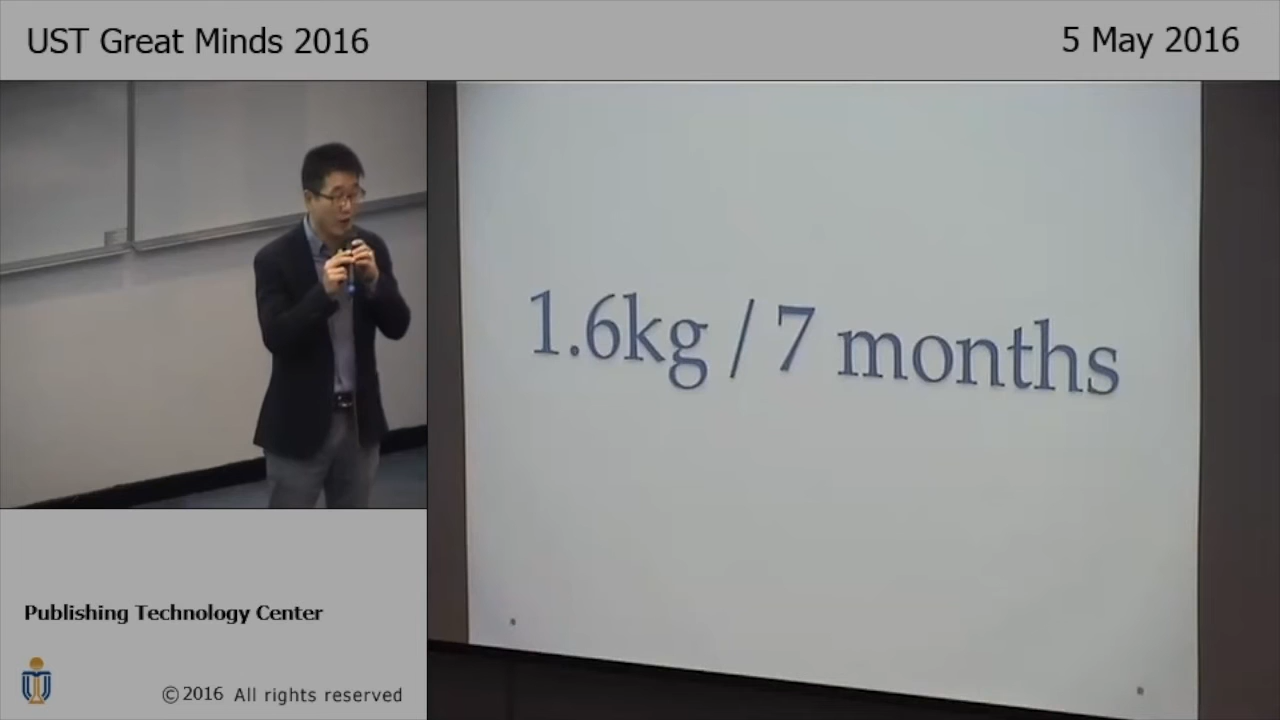 UST Great Minds 2016
5 May 2016
1.6kg / 7 months
Publishing Technology Center
© 2016 All rights reserved